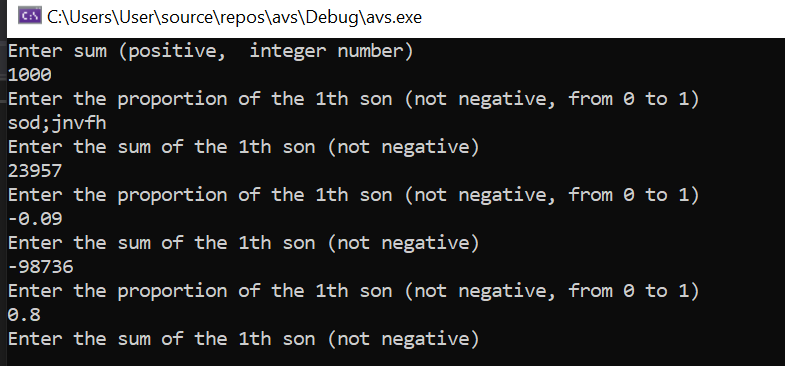 C:\Users\User\source\repos\avs\Debug\avs.exe
Enter sum (positive,  integer number)
1000
Enter the proportion of the 1th son (not negative, from 0 to 1)
sod;jnvfh
Enter the sum of the 1th son (not negative)
23957
Enter the proportion of the 1th son (not negative, from 0 to 1)
-0.09
Enter the sum of the 1th son (not negative)
-98736
Enter the proportion of the 1th son (not negative, from 0 to 1)
0.8
Enter the sum of the 1th son (not negative)